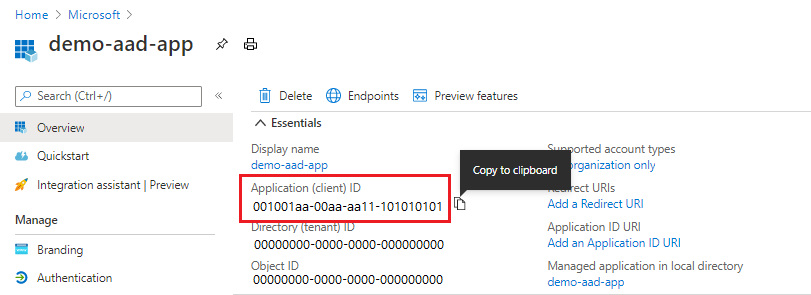 Home > Microsoft >
demo-aad-app
Search (Ctrl+/)
«
Overview
Quickstart
Integration assistant | Preview
Manage
Branding
Authentication
Delete Endpoints Preview features
Essentials
Display name
demo-aad-app
Application (client) ID
001001aa-00aa-aa11-101010101
Directory (tenant) ID
00000000-0000-0000-000000000
Object ID
00000000-0000-0000-000000000
Copy to clipboard
Supported account types
organization only
Redirect URIs
Add a Redirect URI
Application ID URI
Add an Application ID URI
Managed application in local directory
demo-aad-app